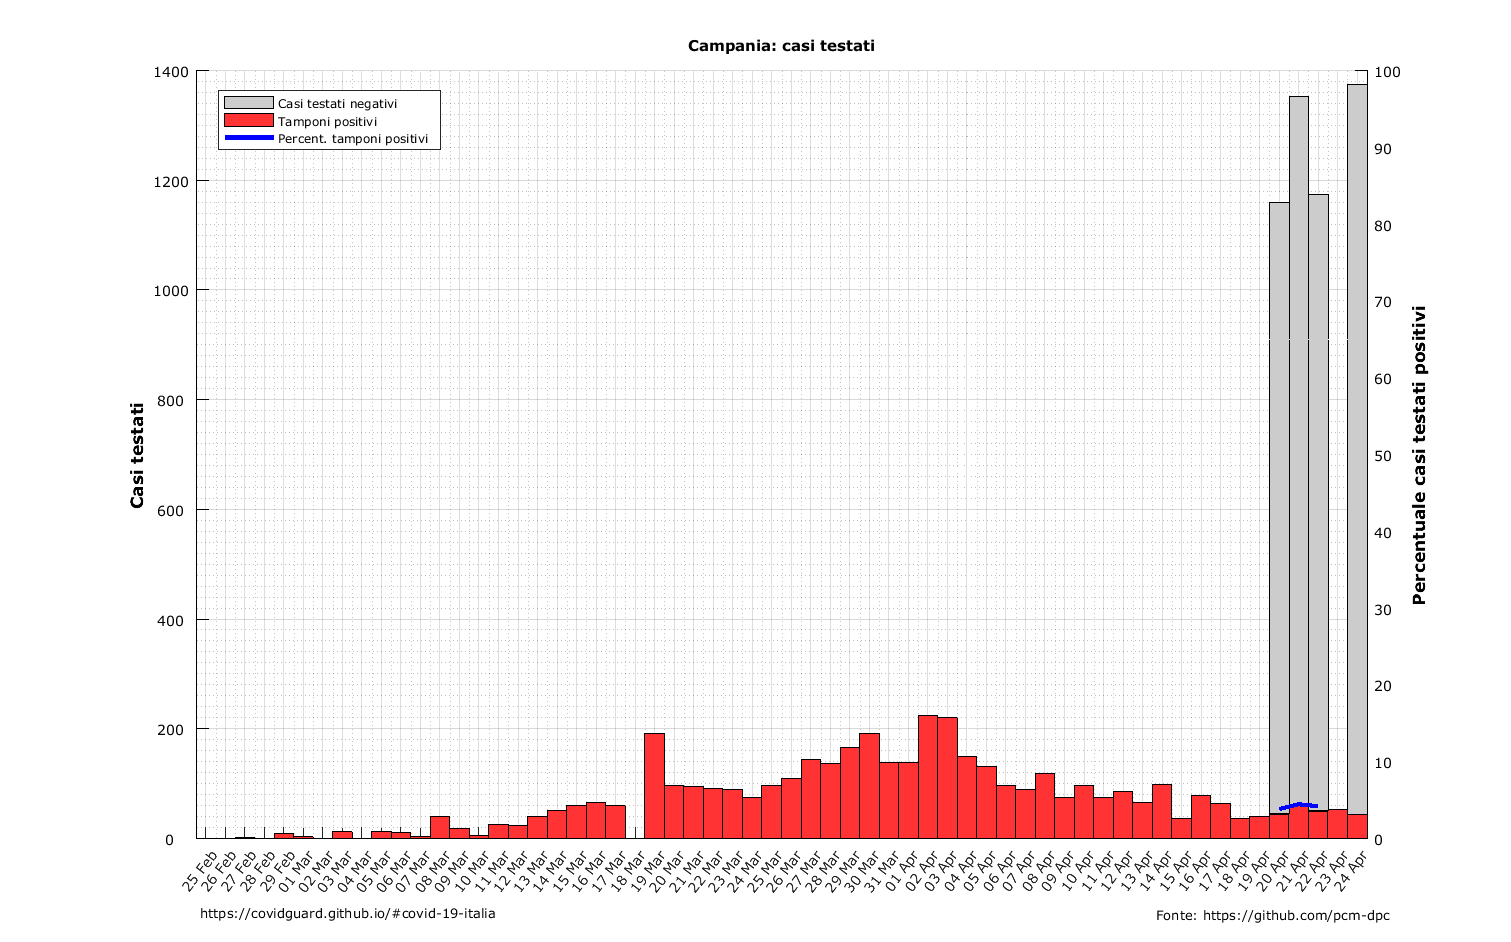 Campania: casi testati
1400
1200
1000
800
600
400
200
0
Casi testati
Casi testati negativi
Tamponi positivi
Percent. tamponi positivi
100
90
80
70
60
50
40
30
20
10
0
Percentuale casi testati positivi
25 Feb
26 Feb
27 Feb
28 Feb
29 Feb
01 Mar
02 Mar
03 Mar
04 Mar
05 Mar
06 Mar
07 Mar
08 Mar
09 Mar
10 Mar
11 Mar
12 Mar
13 Mar
14 Mar
15 Mar
16 Mar
17 Mar
18 Mar
19 Mar
20 Mar
21 Mar
22 Mar
23 Mar
24 Mar
25 Mar
26 Mar
27 Mar
28 Mar
29 Mar
30 Mar
31 Mar
01 Apr
02 Apr
03 Apr
04 Apr
05 Apr
06 Apr
07 Apr
08 Apr
09 Apr
10 Apr
11 Apr
12 Apr
13 Apr
14 Apr
15 Apr
16 Apr
17 Apr
18 Apr
19 Apr
20 Apr
21 Apr
22 Apr
23 Apr
24 Apr
https://covidguard.github.io/#covid-19-italia
Fonte: https://github.com/pcm-dpc